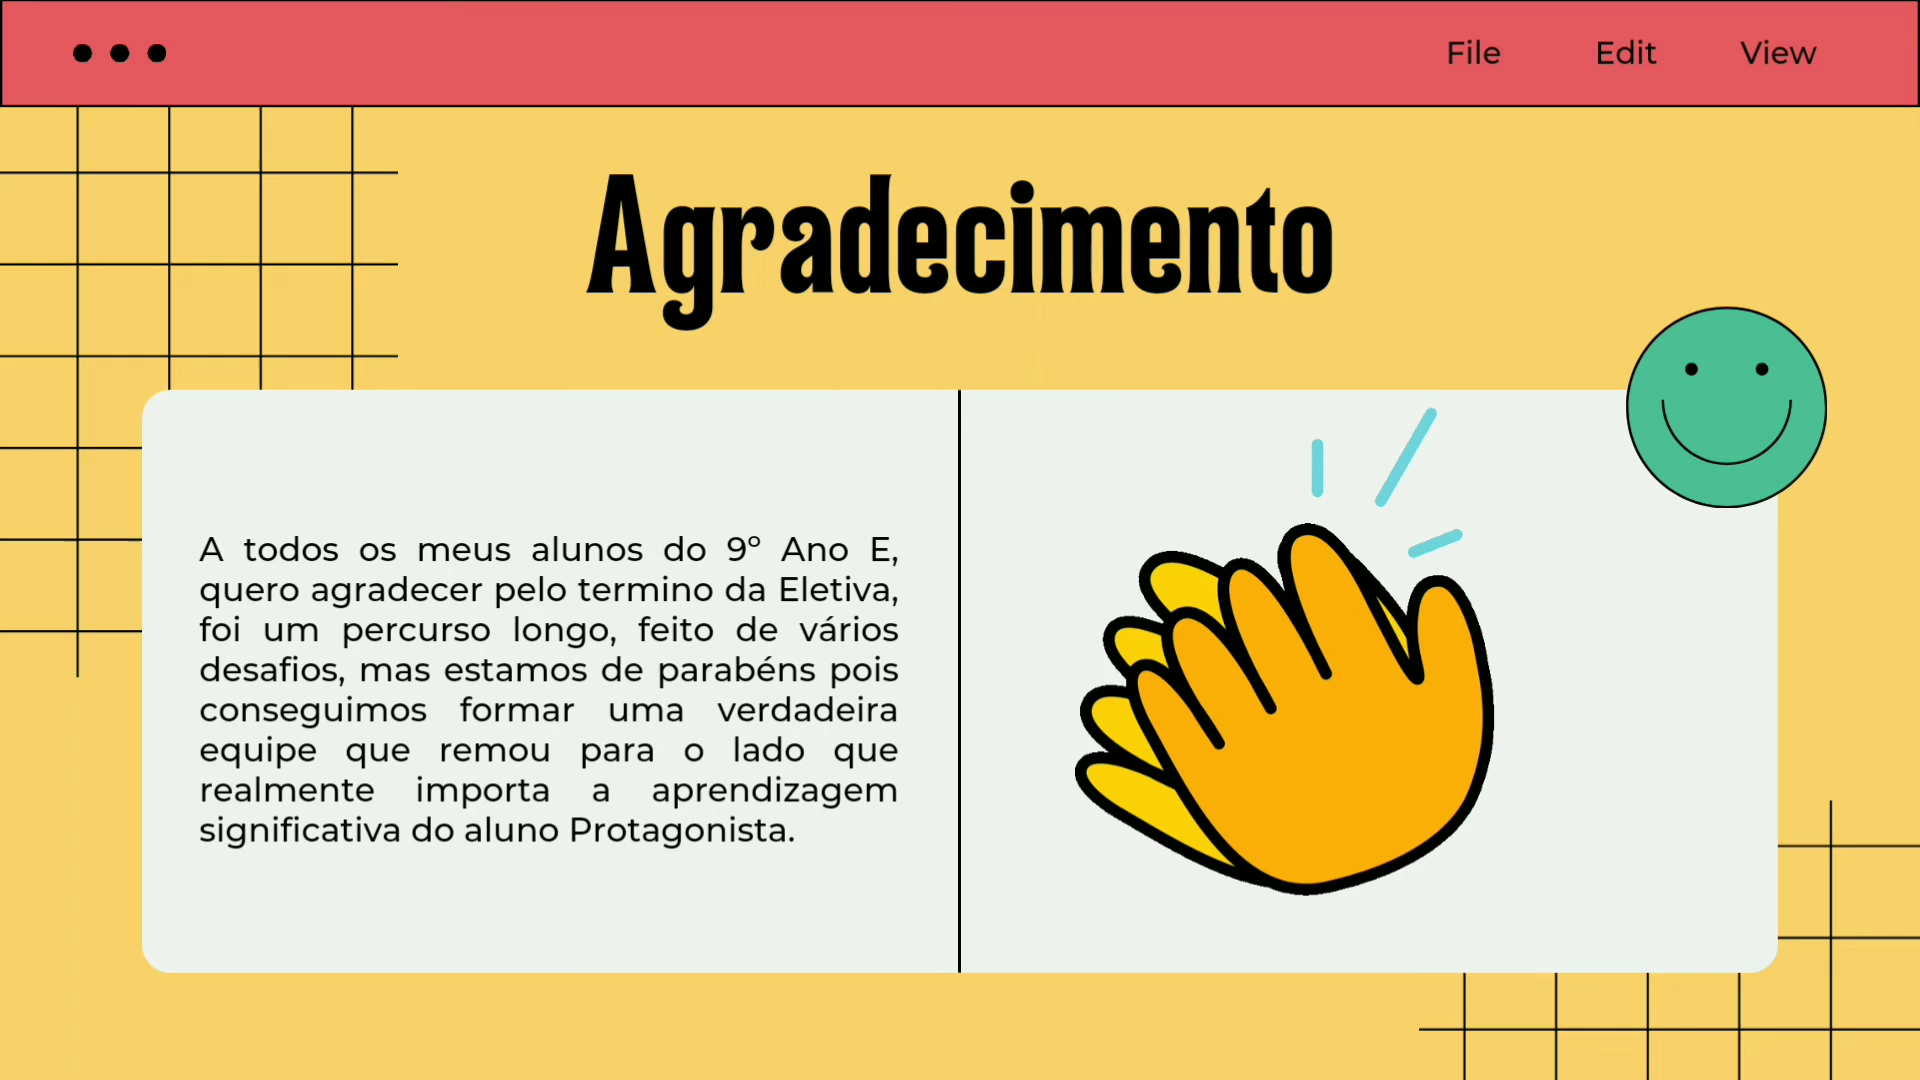 File Edit View
Agradecimento
A todos os meus alunos do 9º Ano E,
quero agradecer pelo termino da Eletiva,
foi um percurso longo, feito de vários
desafios, mas estamos de parabéns pois
conseguimos formar uma verdadeira
equipe que remou para o lado que
realmente importa a aprendizagem
significativa do aluno Protagonista.